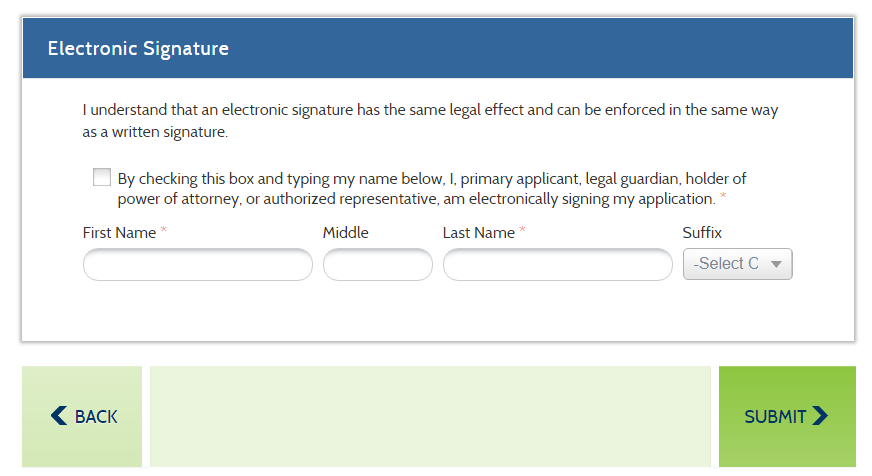 Electronic Signature
I understand that an electronic signature has the same legal effect and can be enforced in the same way
as a written signature.
By checking this box and typing my name below, I, primary applicant, legal guardian, holder of
power of attorney, or authorized representative, am electronically signing my application. *
First Name * Middle Last Name * Suffix
-Select C
BACK SUBMIT